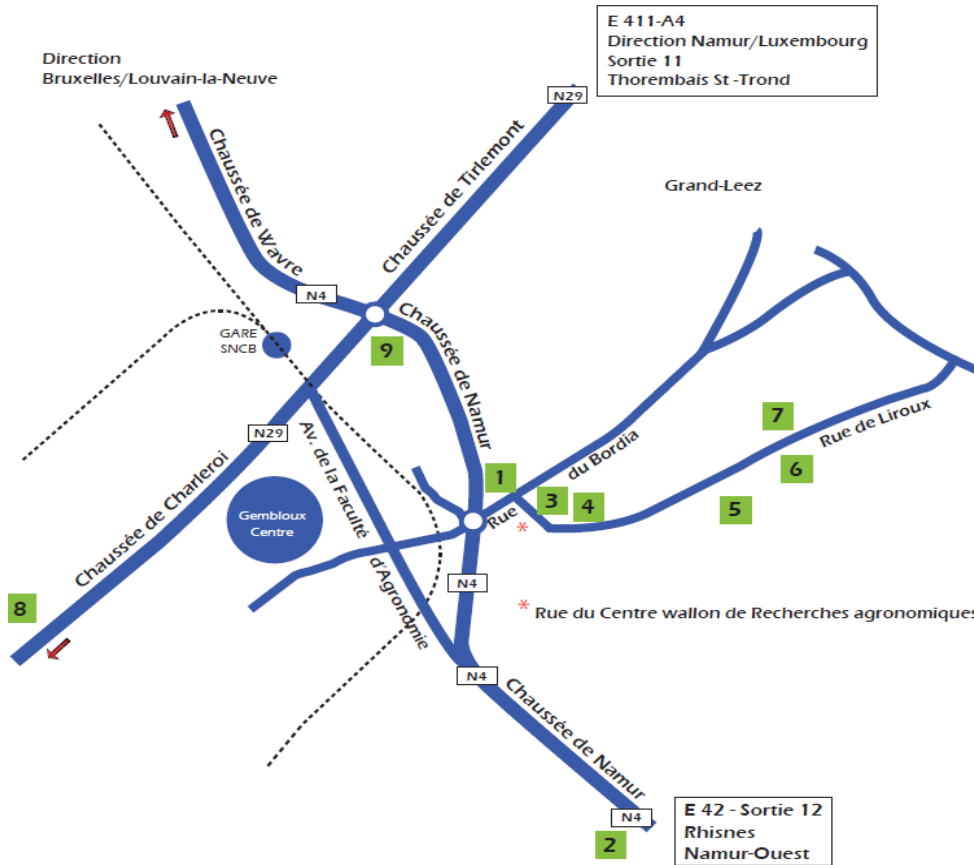 E 411-A4
Direction Namur/Luxembourg
Sortie 11
Thorembais St -Trond
Direction
Bruxelles/Louvain-la-Neuve
N29
Chaussée de Wavre
Chaussée de Tirlemont
Grand-Leez
N4
GARE
SNCB
9
Chaussée de Namur
N29
Chaussée de Charleroi
Av. de la Faculté
d'Agronomie
Gembloux
Centre
1
Rue
du Bordia
3
4
*
5
6
7
Rue de Liroux
8
N4
* Rue du Centre wallon de Recherches agronomiques
N4
Chaussée de Namur
N4
2
E 42 - Sortie 12
Rhisnes
Namur-Ouest